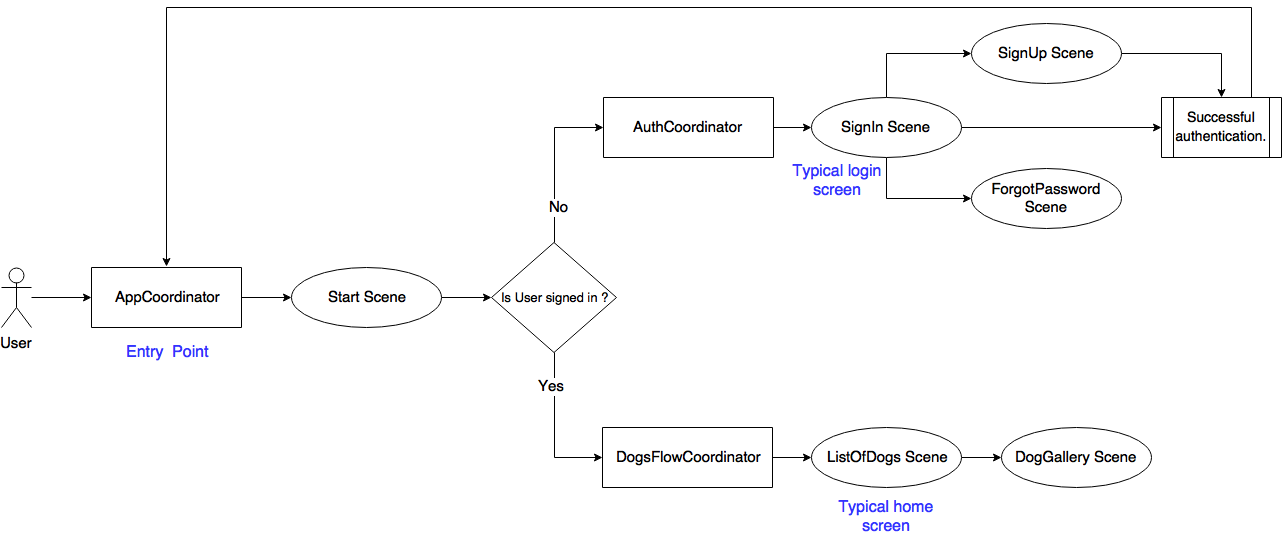 SignUp Scene
AuthCoordinator
SignIn Scene
Successful
authentication.
Typical login
screen
ForgotPassword
Scene
No
User
AppCoordinator
Entry  Point
Start Scene
Is User signed in ?
Yes
DogsFlowCoordinator
ListOfDogs Scene
DogGallery Scene
Typical home
screen